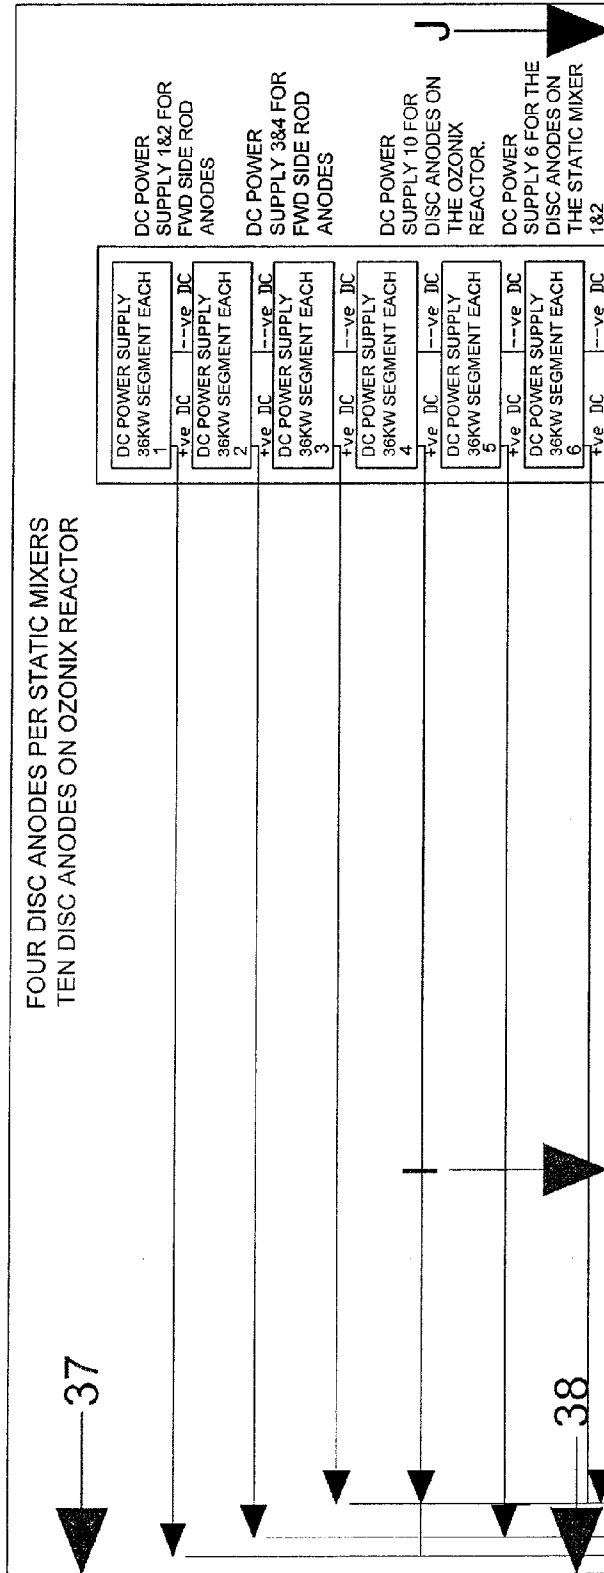 FOUR DISC ANODES PER STATIC MIXERS
TEN DISC ANODES ON OZONIX REACTOR
37
38
I
J
DC POWER SUPPLY
36KW SEGMENT EACH
1
+ve DC
--ve DC
DC POWER SUPPLY
36KW SEGMENT EACH
2
+ve DC
--ve DC
DC POWER SUPPLY
36KW SEGMENT EACH
3
+ve DC
--ve DC
DC POWER SUPPLY
36KW SEGMENT EACH
4
+ve DC
--ve DC
DC POWER SUPPLY
36KW SEGMENT EACH
5
+ve DC
--ve DC
DC POWER SUPPLY
36KW SEGMENT EACH
6
+ve DC
--ve DC
DC POWER
SUPPLY 1&2 FOR
FWD SIDE ROD
ANODES
DC POWER
SUPPLY 3&4 FOR
FWD SIDE ROD
ANODES
DC POWER
SUPPLY 10 FOR
DISC ANODES ON
THE OZONIX
REACTOR.
DC POWER
SUPPLY 6 FOR THE
DISC ANODES ON
THE STATIC MIXER
1&2